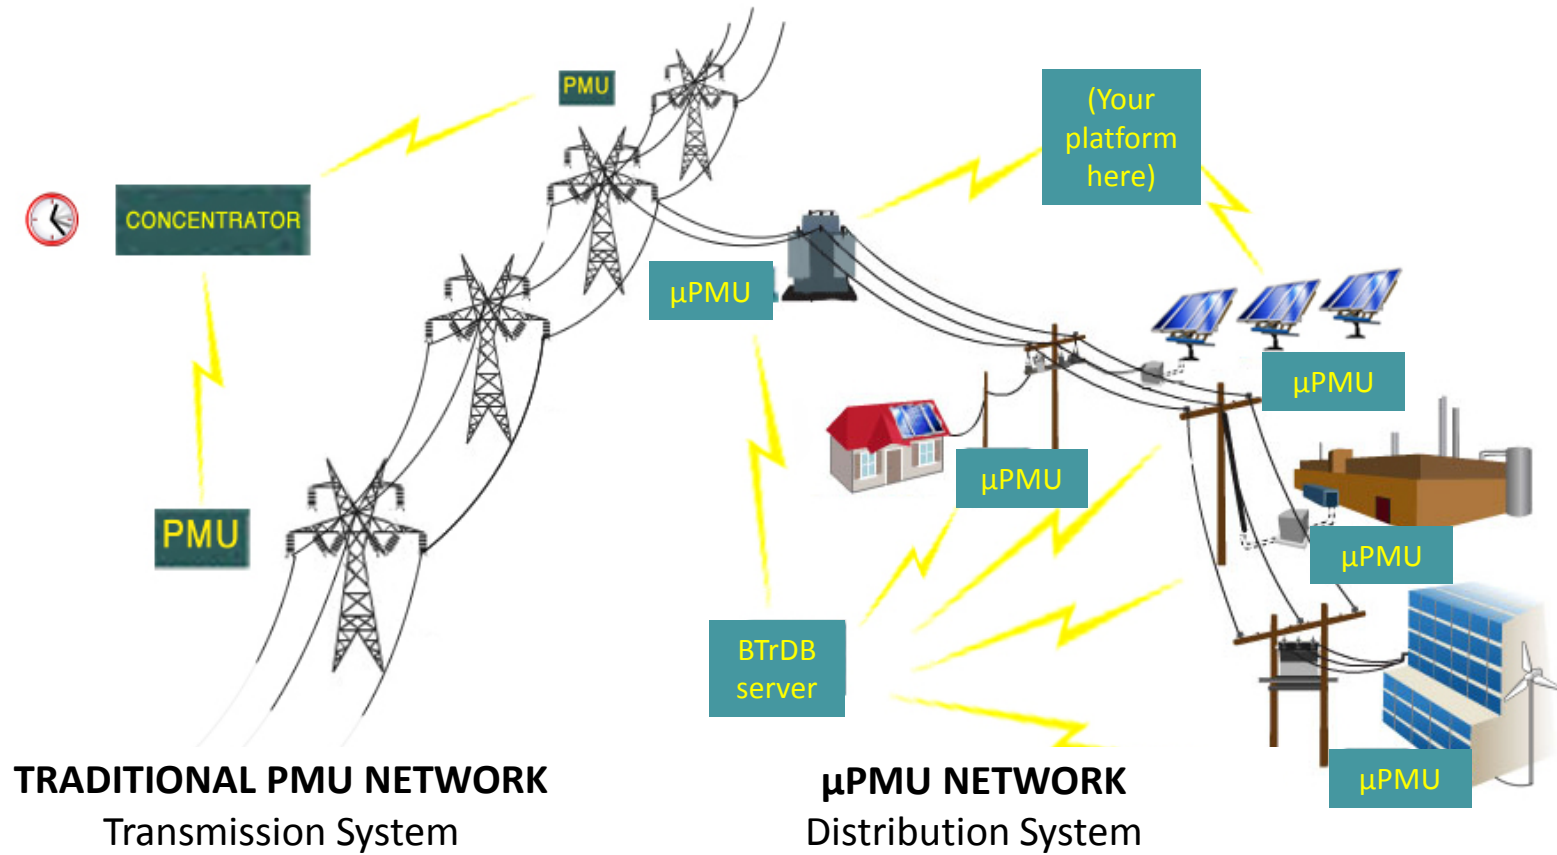 PMU
(Your
platform
here)
CONCENTRATOR
μPMU
μPMU
μPMU
PMU
μPMU
BTrDB
server
μPMU
TRADITIONAL PMU NETWORK
Transmission System
μPMU NETWORK
Distribution System